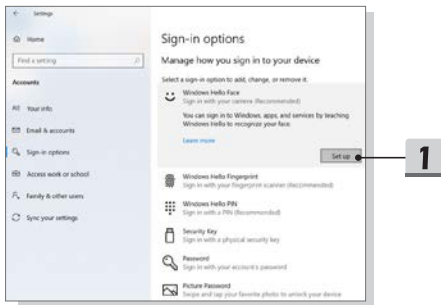 Settings
Home
Find a setting
Accounts
Your info
Email & accounts
Sign-in options
Access work or school
Family & other users
Sync your settings
Sign-in options
Manage how you sign in to your device
Select a sign-in option to add, change, or remove it.
Windows Hello Face
Sign in with your camera (Recommended)
You can sign in to Windows, apps, and services by teaching
Windows Hello to recognize your face.
Learn more
Set up
1
Windows Hello Fingerprint
Sign in with your fingerprint scanner (Recommended)
Windows Hello PIN
Sign in with a PIN (Recommended)
Security Key
Sign in with a physical security key
Password
Sign in with your account's password
Picture Password
Swipe and tap your favorite photo to unlock your device